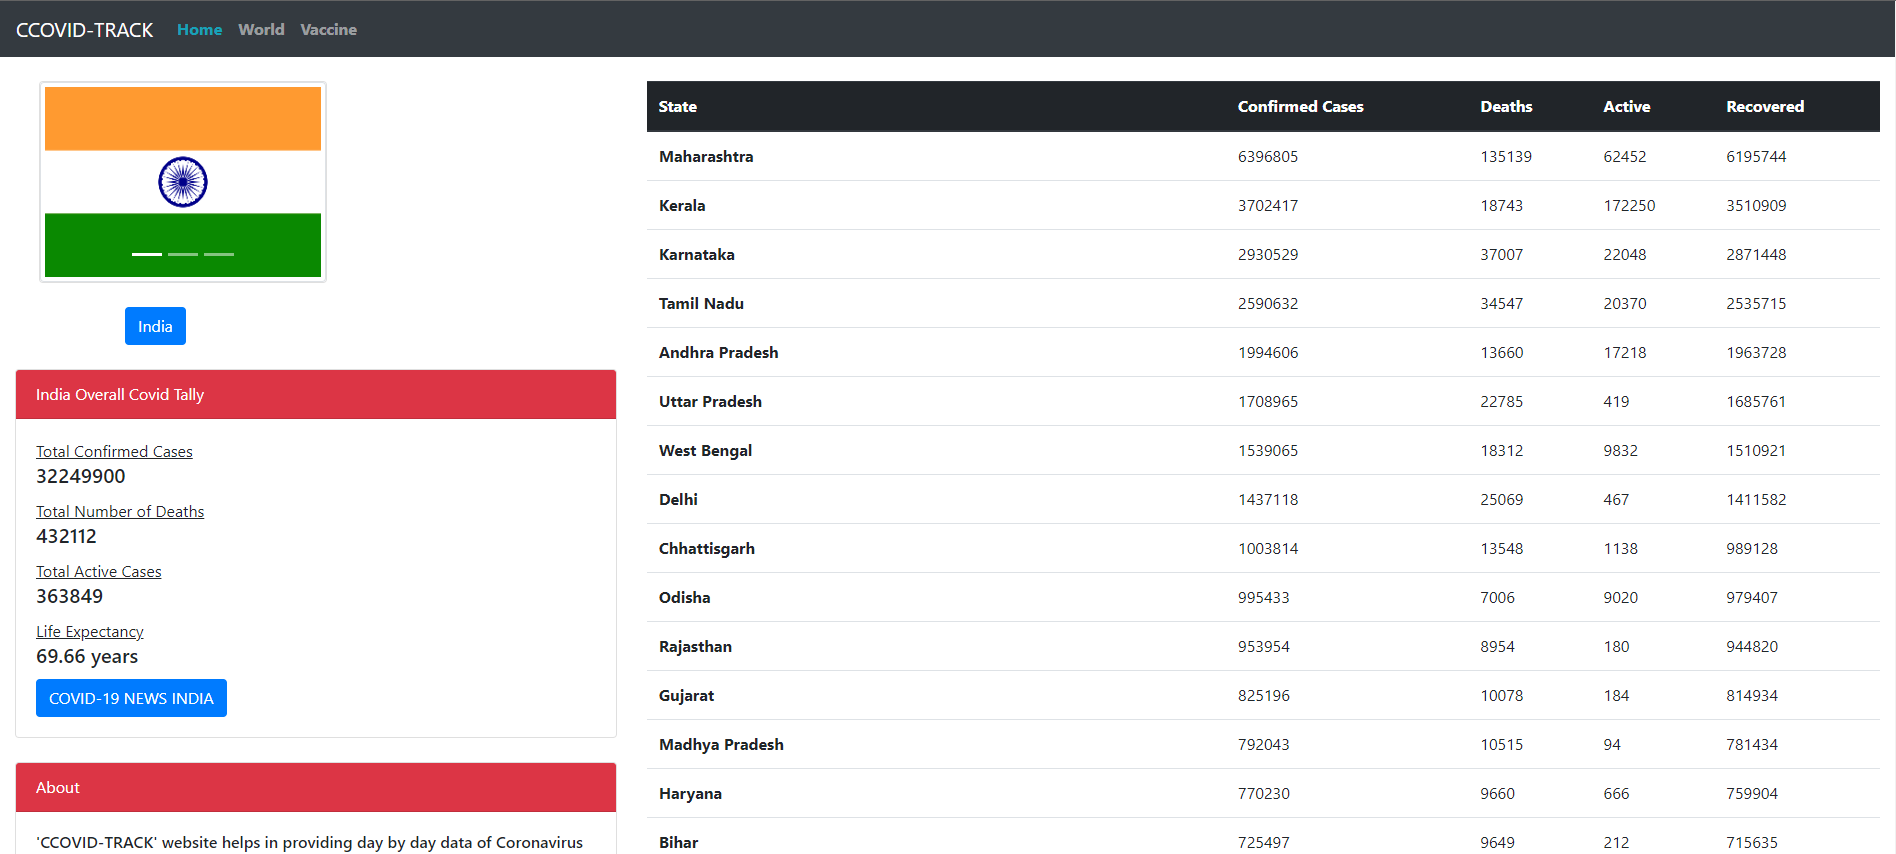 CCOVID-TRACK Home World Vaccine
India
India Overall Covid Tally
Total Confirmed Cases
32249900
Total Number of Deaths
432112
Total Active Cases
363849
Life Expectancy
69.66 years
COVID-19 NEWS INDIA
About
'CCOVID-TRACK' website helps in providing day by day data of Coronavirus
State Confirmed Cases Deaths Active Recovered
Maharashtra 6396805 135139 62452 6195744
Kerala 3702417 18743 172250 3510909
Karnataka 2930529 37007 22048 2871448
Tamil Nadu 2590632 34547 20370 2535715
Andhra Pradesh 1994606 13660 17218 1963728
Uttar Pradesh 1708965 22785 419 1685761
West Bengal 1539065 18312 9832 1510921
Delhi 1437118 25069 467 1411582
Chhattisgarh 1003814 13548 1138 989128
Odisha 995433 7006 9020 979407
Rajasthan 953954 8954 180 944820
Gujarat 825196 10078 184 814934
Madhya Pradesh 792043 10515 94 781434
Haryana 770230 9660 666 759904
Bihar 725497 9649 212 715635